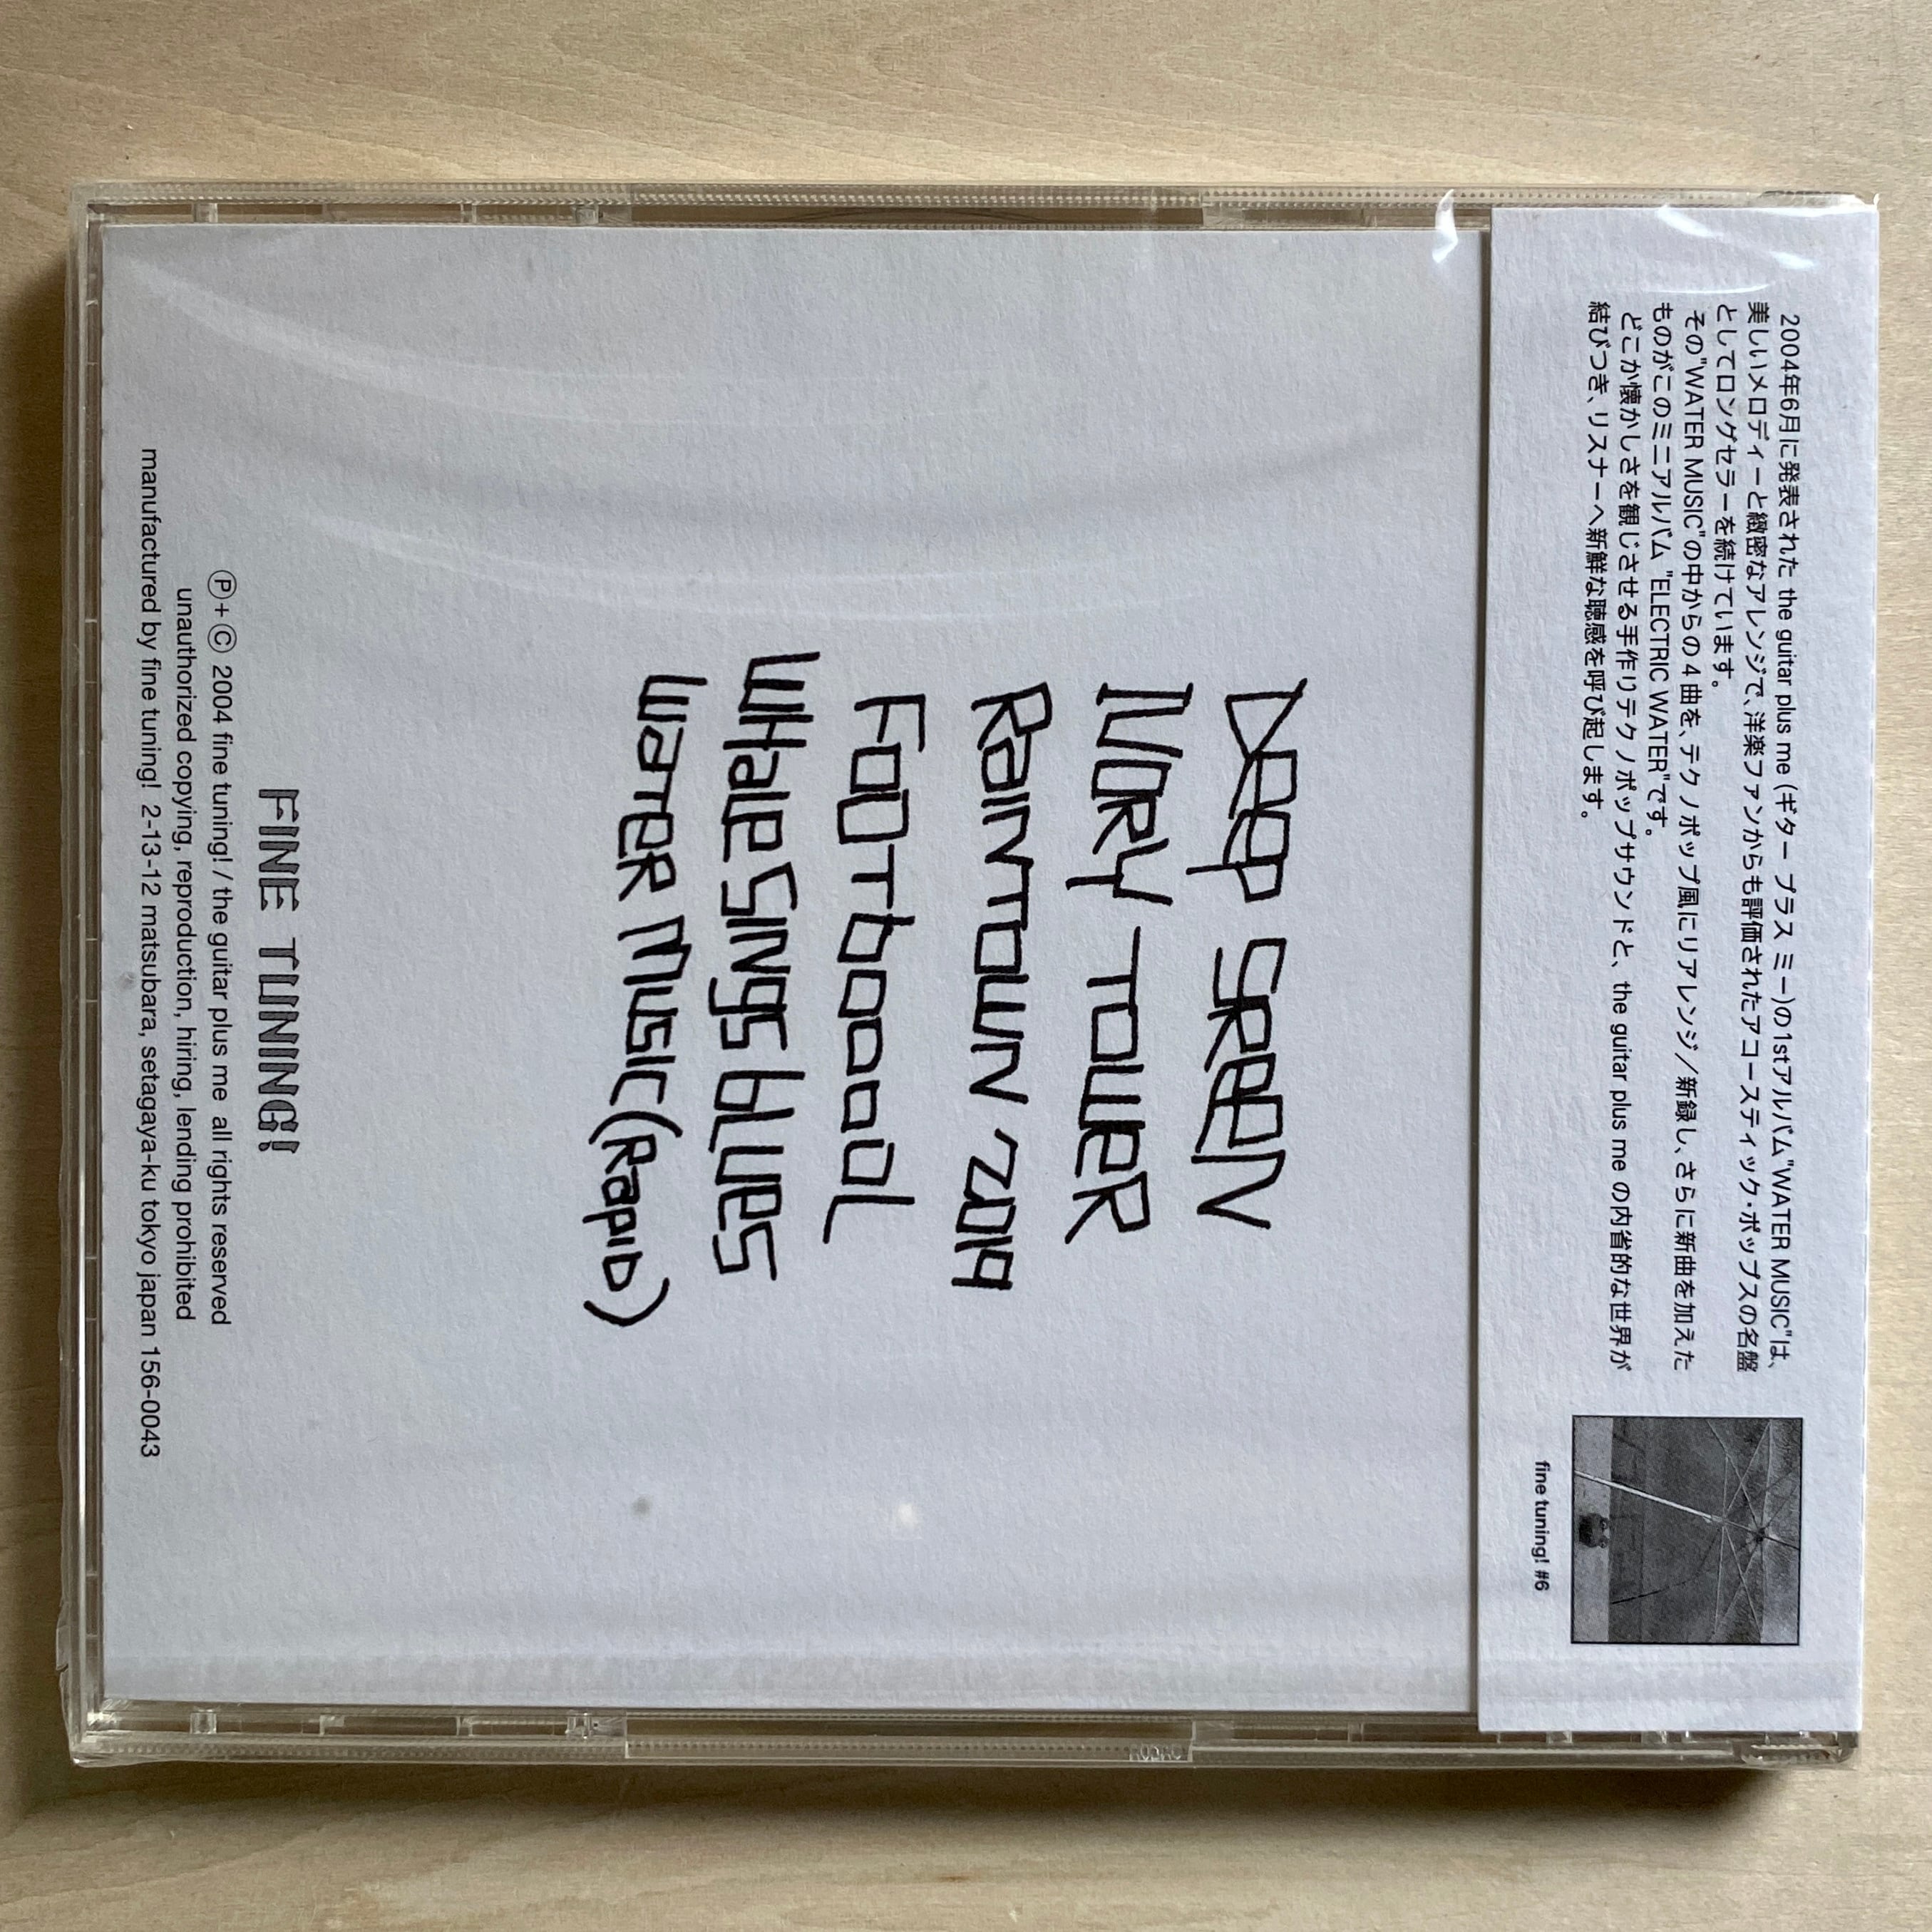 2004年6月に発表された the guitar plus me (ギター プラス ミー)の1stアルバム"WATER MUSIC"は、
美しいメロディーと緻密なアレンジで、洋楽ファンからも評価されたアコースティック・ポップスの名盤
としてロングセラーを続けています。
その"WATER MUSIC"の中からの４曲を、テクノポップ風にリアレンジ／新録し、さらに新曲を加えた
ものがこのミニアルバム "ELECTRIC WATER"です。
どこか懐かしさを観じさせる手作りテクノポップサウンドと、the guitar plus me の内省的な世界が
結びつき、リスナーへ新鮮な聴感を呼び起します。
fine tuning! #6
Deep Green
Ivory Tower
Raintown 2019
Footbooool
Whale Sings Blues
Water Music (Rapid)
FINE TUNING!
Ⓟ+Ⓒ 2004 fine tuning! / the guitar plus me all rights reserved
unauthorized copying, reproduction, hiring, lending prohibited
manufactured by fine tuning! 2-13-12 matsubara, setagaya-ku tokyo japan 156-0043